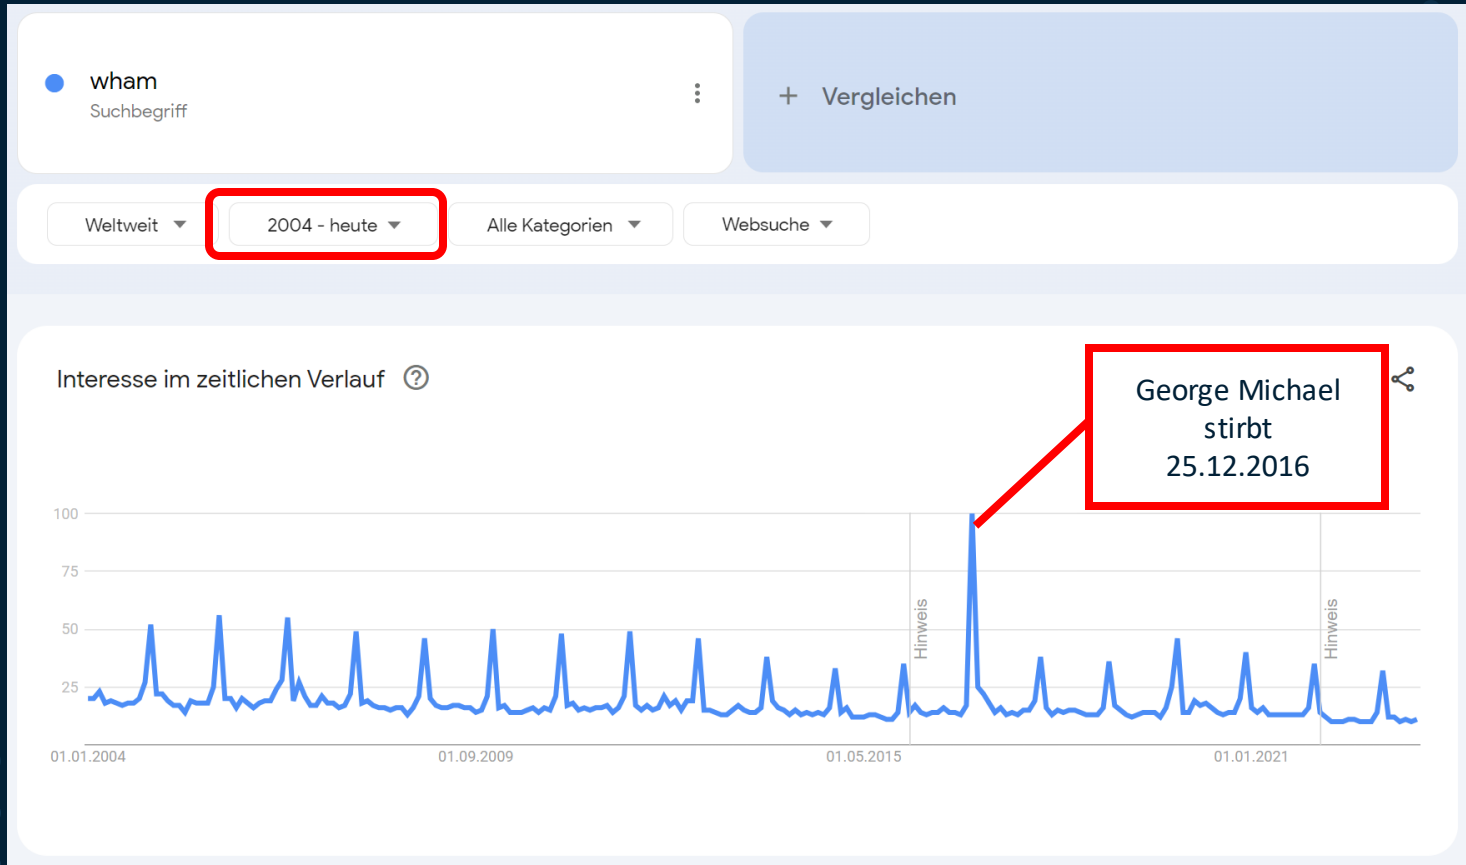 wham
Suchbegriff
+ Vergleichen
Weltweit
2004 - heute
Alle Kategorien
Websuche
Interesse im zeitlichen Verlauf
?
George Michael
stirbt
25.12.2016
100
75
50
25
Hinweis
Hinweis
01.01.2004
01.09.2009
01.05.2015
01.01.2021